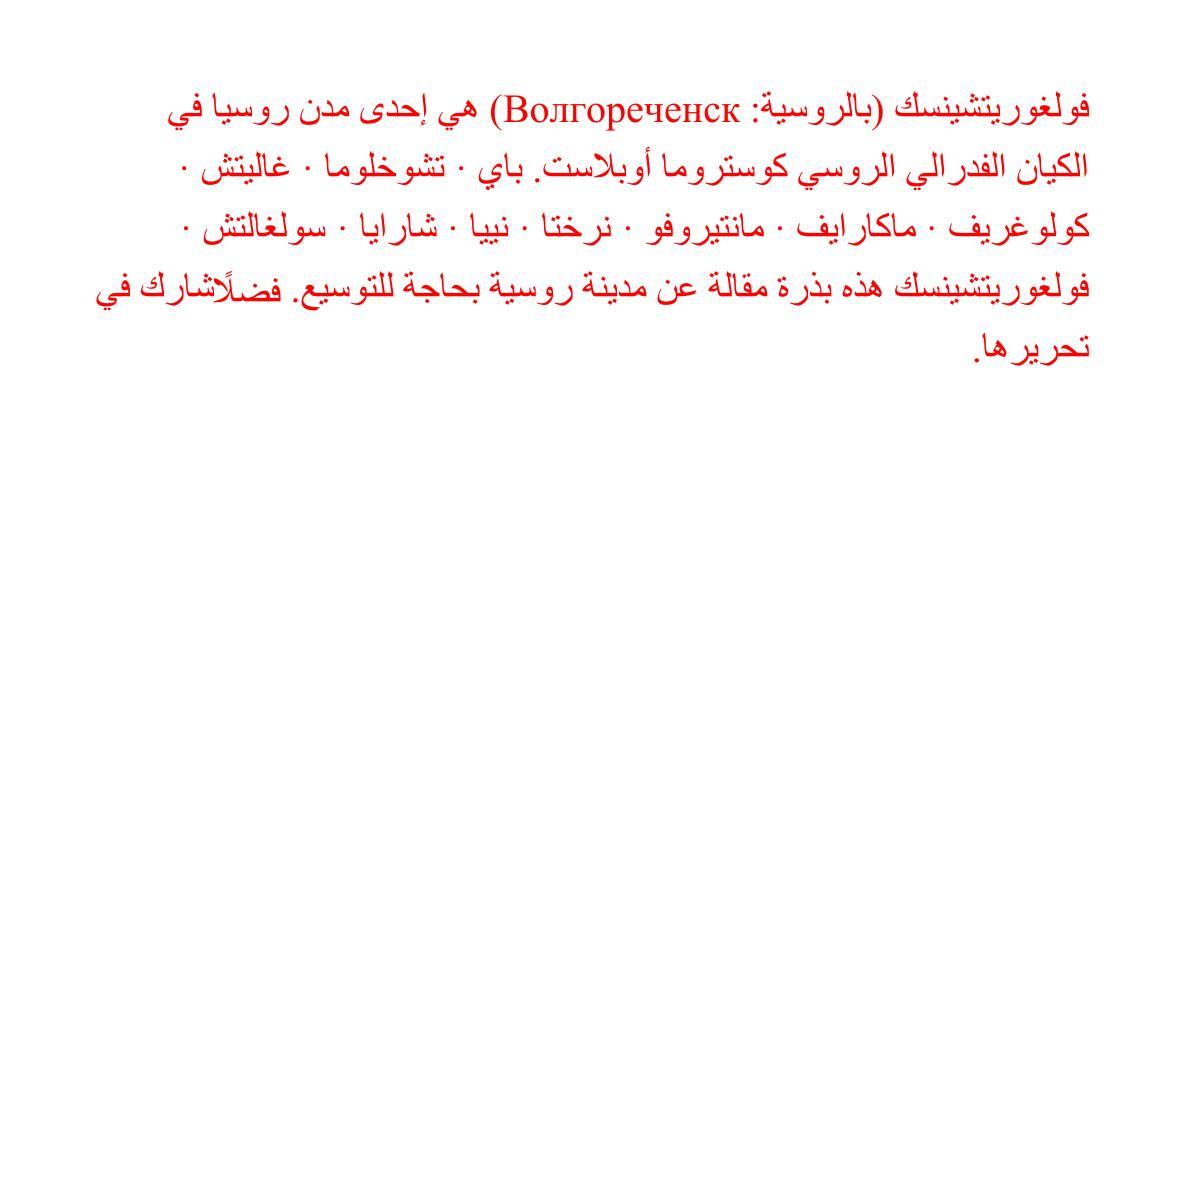 فولغوريتشينسك (بالروسية: Волгореченск) هي إحدى مدن روسيا في
الكيان الفدرالي الروسي كوستروما أوبلاست. باي · تشوخلوما · غاليتش ·
كولوغريف · ماكارايف · مانتيروفو · نرختا · نييا · شارايا · سولغالتش ·
فولغوريتشينسك هذه بذرة مقالة عن مدينة روسية بحاجة للتوسيع. فضلًاشارك في
تحريرها.